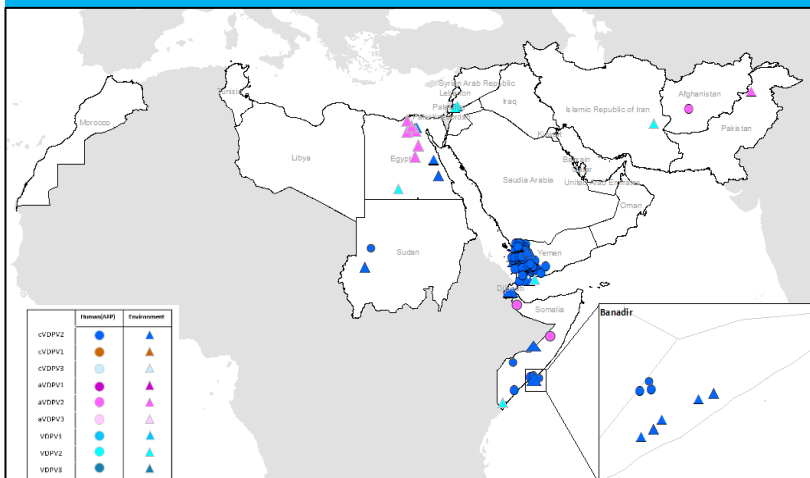 Syrian Arab Republic
Lebanon
Tunisia
Iraq
Afghanistan
Islamic Republic of Iran
Morocco
Pakistan
Libya
Egypt
Kuwait
Bahrain
Qatar
Saudi Arabia
United Arab Emirates
Oman
Sudan
Yemen
Djibouti
Somalia
Banadir
Human(AFP) Environment
cVDPV2
cVDPV1
cVDPV3
aVDPV1
aVDPV2
aVDPV3
VDPV1
VDPV2
VDPV3